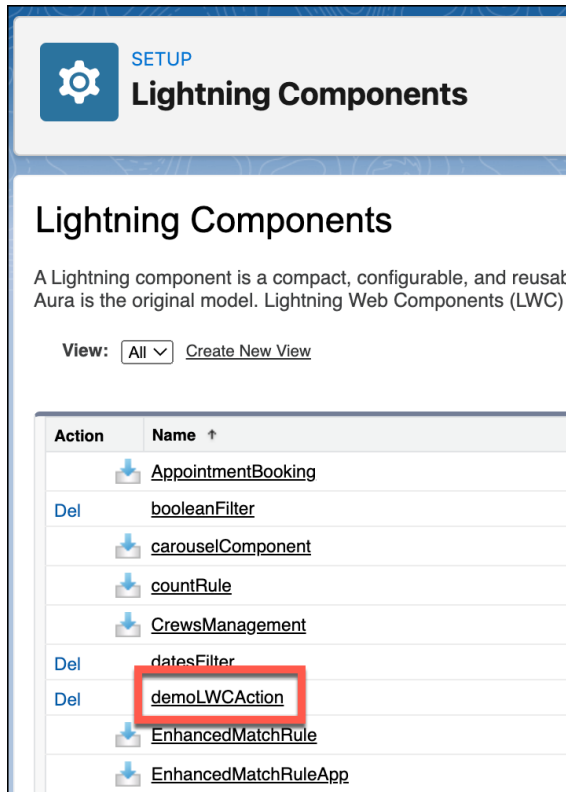 SETUP
Lightning Components
Lightning Components
A Lightning component is a compact, configurable, and
Aura is the original model. Lightning Web Components (LWC)
View: All Create New View
Action Name ↑
AppointmentBooking
Del booleanFilter
carouselComponent
countRule
CrewsManagement
Del datesFilter
Del demoLWCAction
EnhancedMatchRule
EnhancedMatchRuleApp